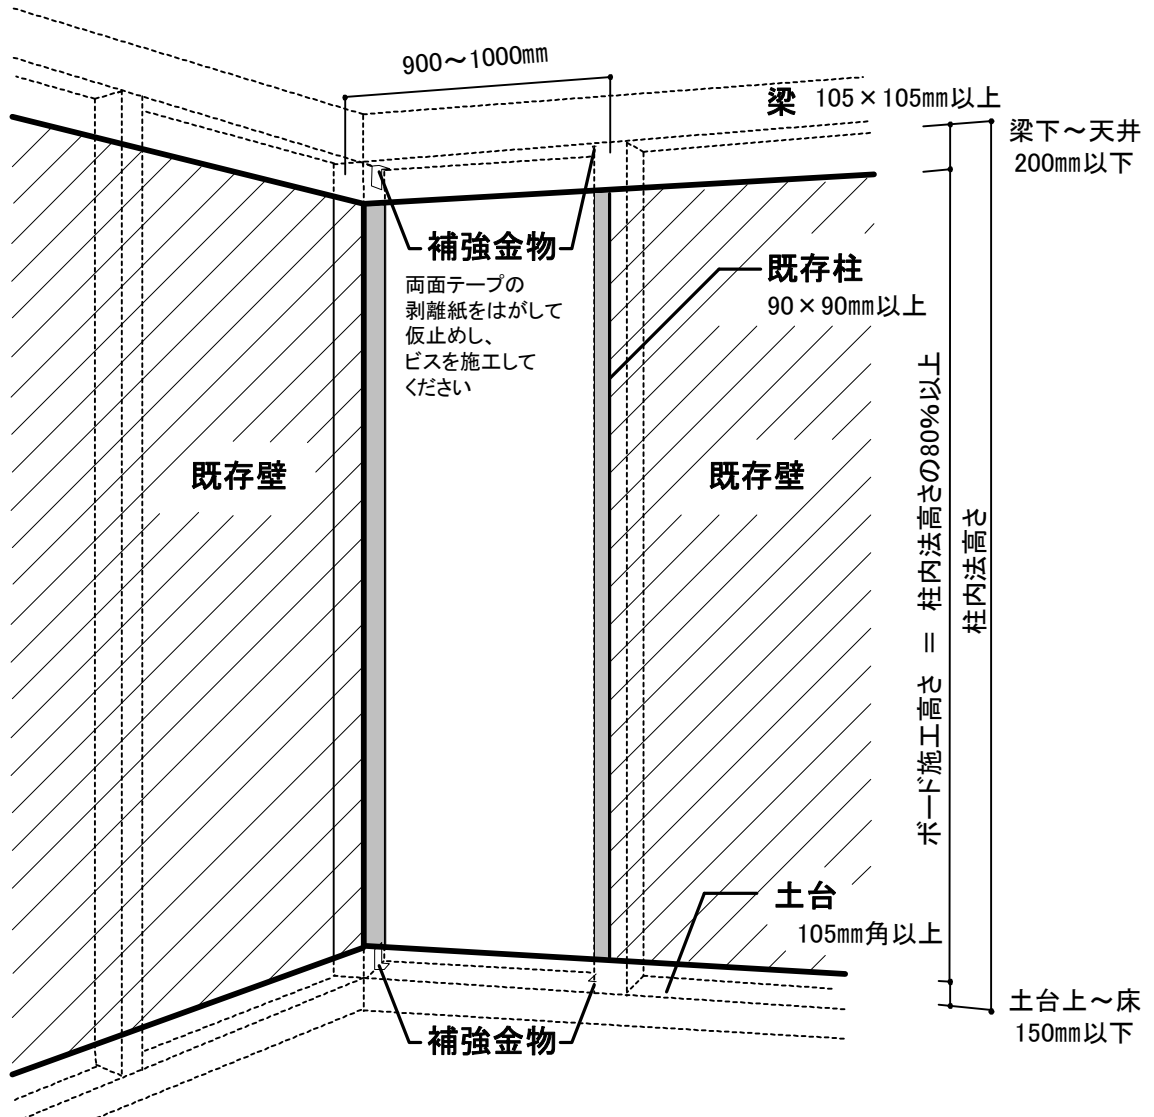 900～1000mm
梁 105×105mm以上
梁下～天井
200mm以下
補強金物
両面テープの
剥離紙をはがして
仮止めし、
ビスを施工して
ください
既存柱
90×90mm以上
既存壁
既存壁
ボード施工高さ ＝ 柱内法高さの80%以上
柱内法高さ
土台
105mm角以上
土台上～床
150mm以下
補強金物